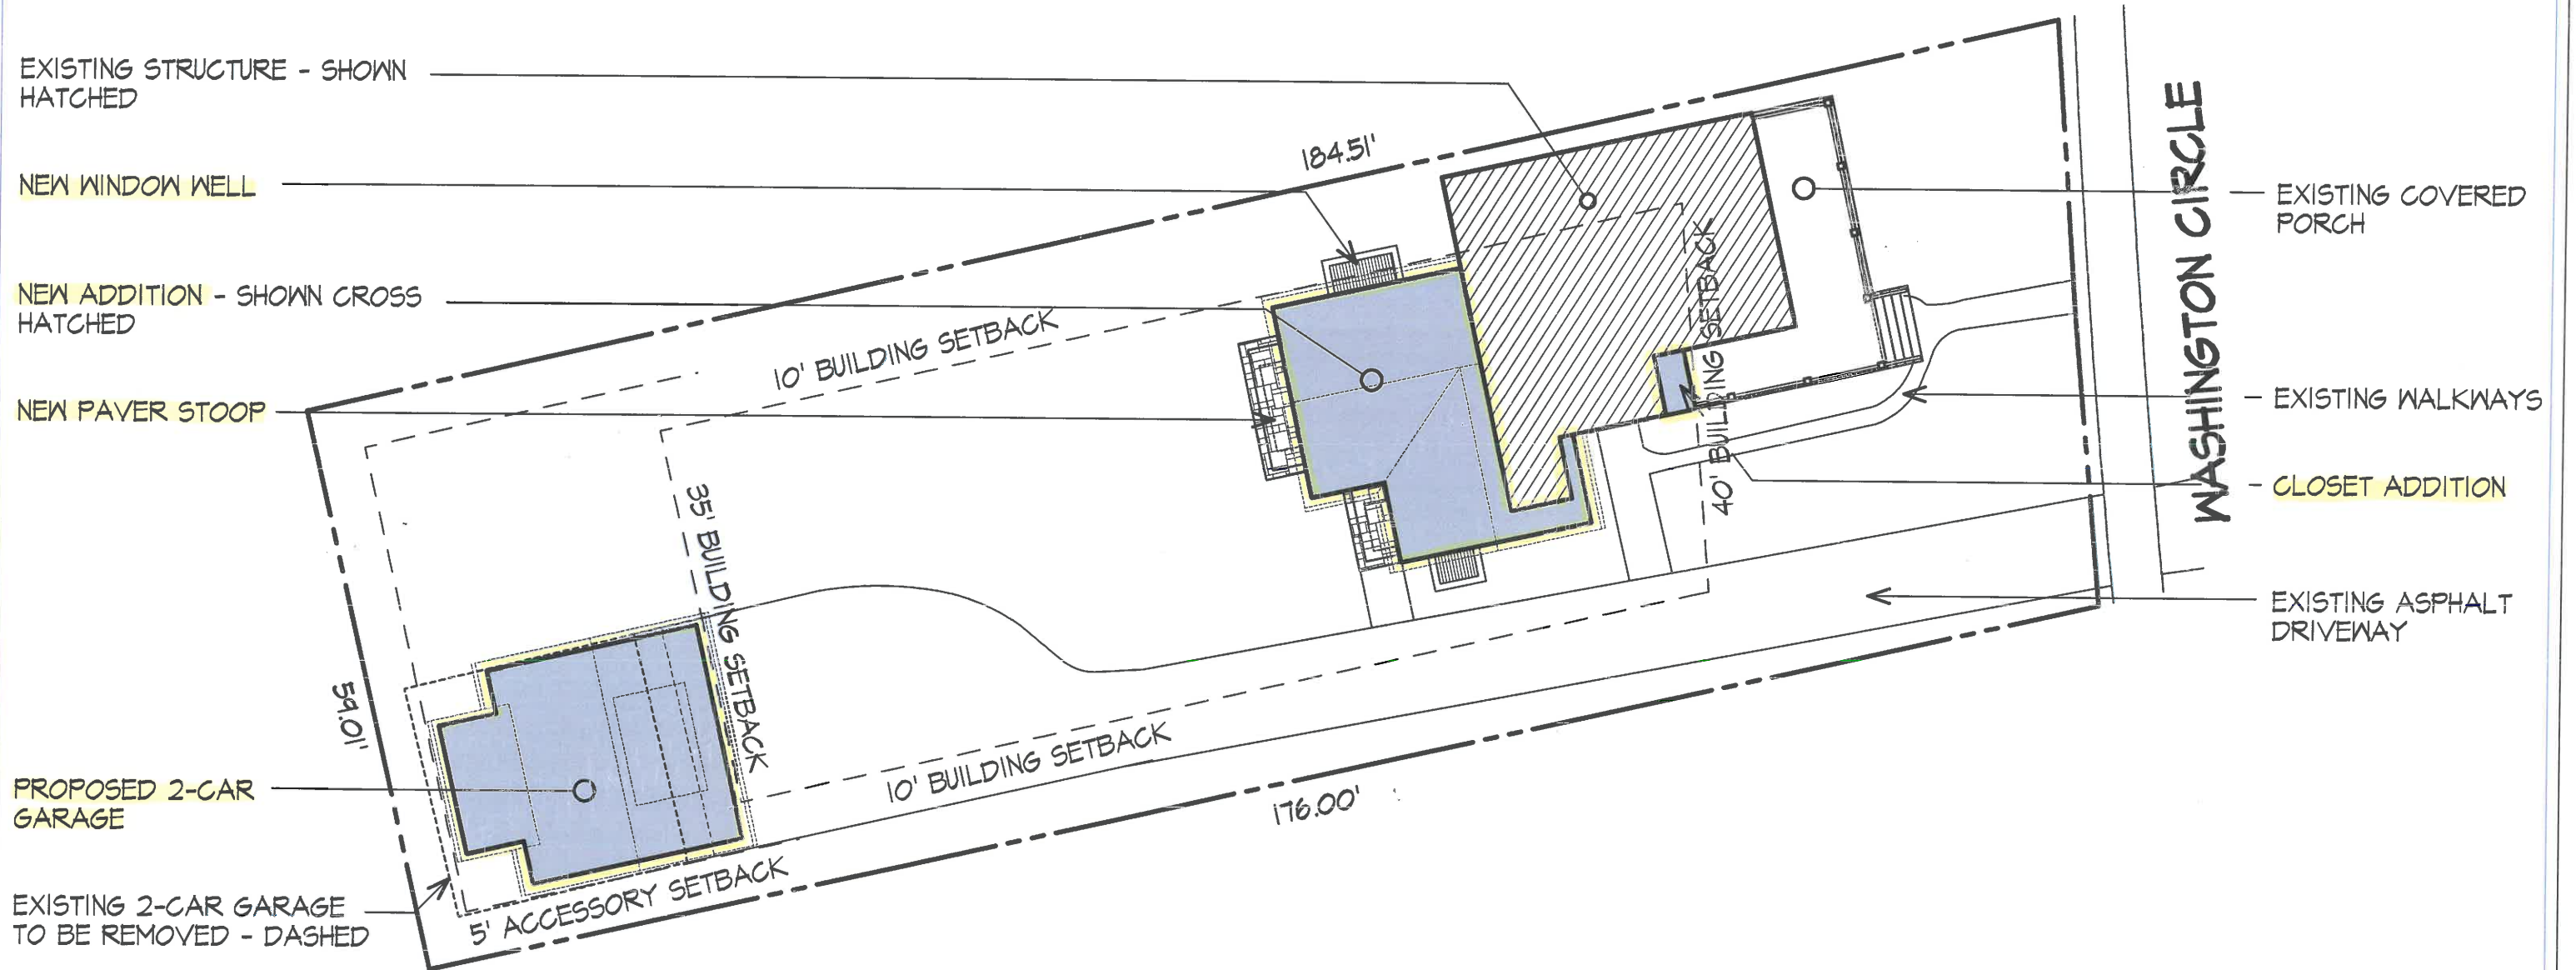 EXISTING STRUCTURE - SHOWN
HATCHED
184.51'
NEW WINDOW WELL
EXISTING COVERED
PORCH
WASHINGTON CIRCLE
NEW ADDITION - SHOWN CROSS
HATCHED
10' BUILDING SETBACK
40' BUILDING SETBACK
NEW PAVER STOOP
EXISTING WALKWAYS
35' BUILDING SETBACK
CLOSET ADDITION
EXISTING ASPHALT
DRIVEWAY
59.01'
10' BUILDING SETBACK
176.00'
PROPOSED 2-CAR
GARAGE
5' ACCESSORY SETBACK
EXISTING 2-CAR GARAGE
TO BE REMOVED - DASHED